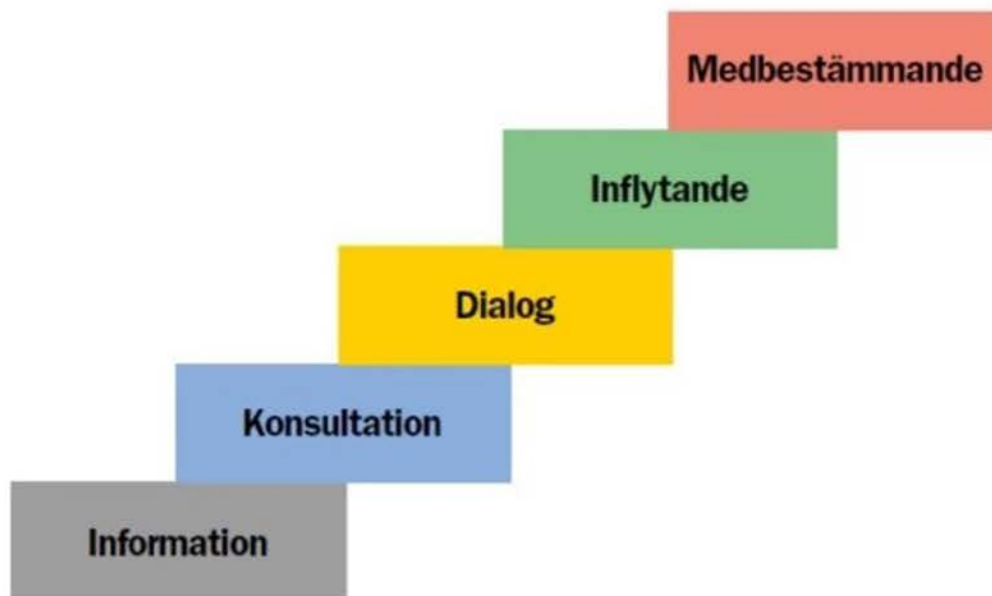 Medbestämmande
Inflytande
Dialog
Konsultation
Information